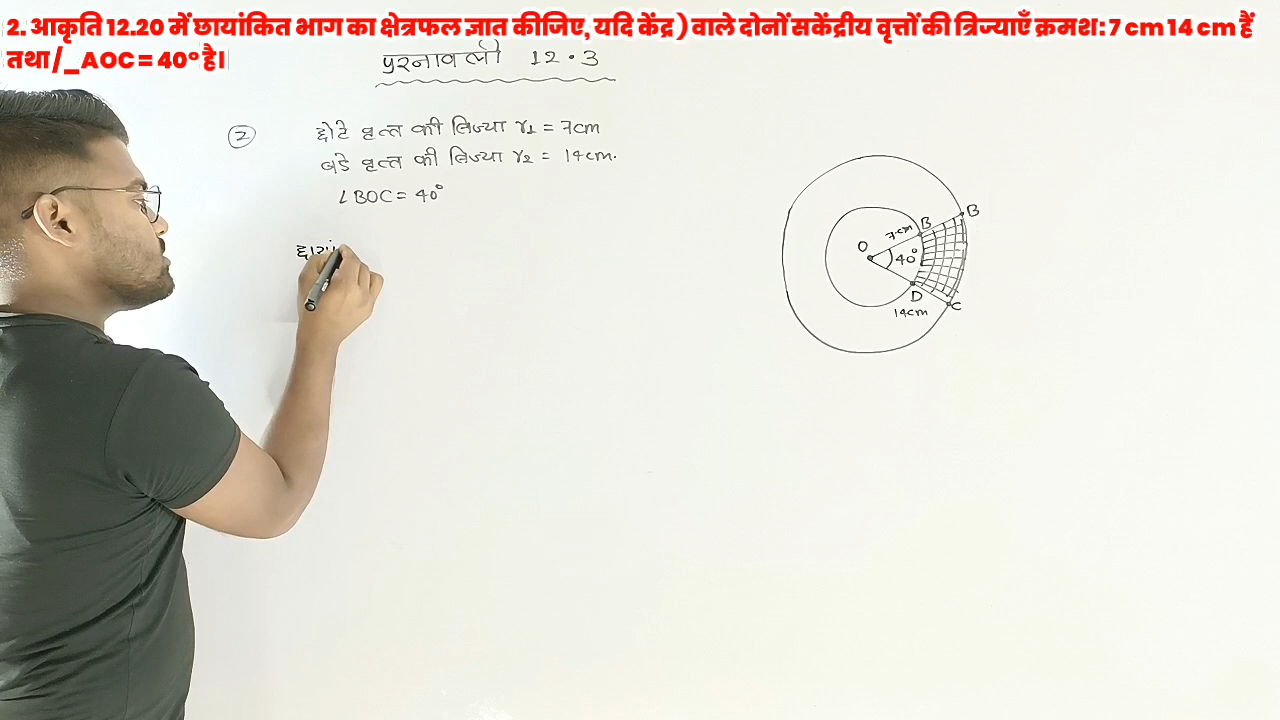 2. आकृति 12.20 में छायांकित भाग का क्षेत्रफल ज्ञात कीजिए, यदि केंद्र ) वाले दोनों सकेंद्रीय वृत्तों की त्रिज्याएँ क्रमश: 7 cm 14 cm हैं
तथा/_AOC = 40° है।
प्रश्नावली 12.3
② छोटे वृत्त की त्रिज्या r₁ = 7cm
बडे वृत्त की त्रिज्या r₂ = 14cm.
∠BOC = 40°
छायां
B
B
7cm
O
40°
D
C
14cm